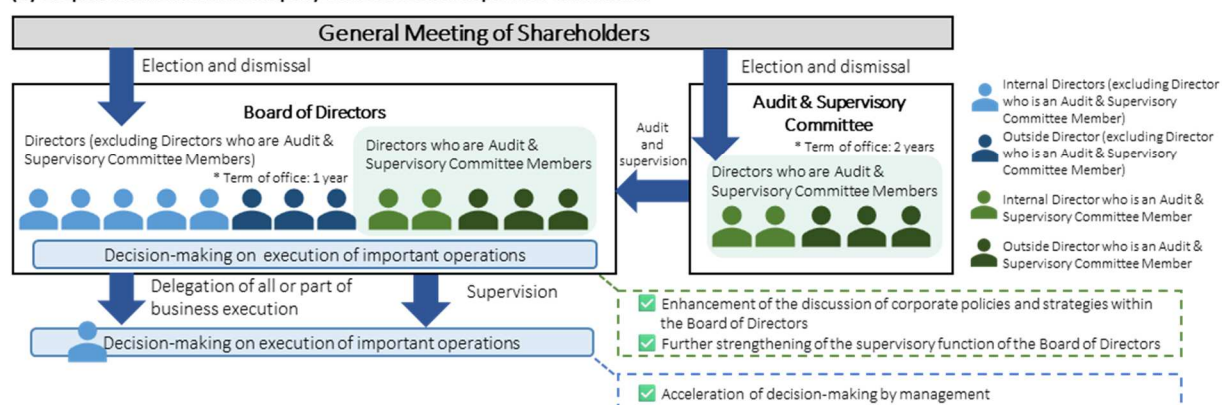 General Meeting of Shareholders
Election and dismissal
Election and dismissal
Board of Directors
Directors (excluding Directors who are Audit &
Supervisory Committee Members)
* Term of office: 1 year
Directors who are Audit &
Supervisory Committee Members
Decision-making on execution of important operations
Audit
and
supervision
Audit & Supervisory
Committee
* Term of office: 2 years
Directors who are Audit &
Supervisory Committee Members
Internal Directors (excluding Director
who is an Audit & Supervisory
Committee Member)
Outside Director (excluding Director
who is an Audit & Supervisory
Committee Member)
Internal Director who is an Audit &
Supervisory Committee Member
Outside Director who is an Audit &
Supervisory Committee Member
Delegation of all or part of
business execution
Supervision
Decision-making on execution of important operations
Enhancement of the discussion of corporate policies and strategies within
the Board of Directors
Further strengthening of the supervisory function of the Board of Directors
Acceleration of decision-making by management